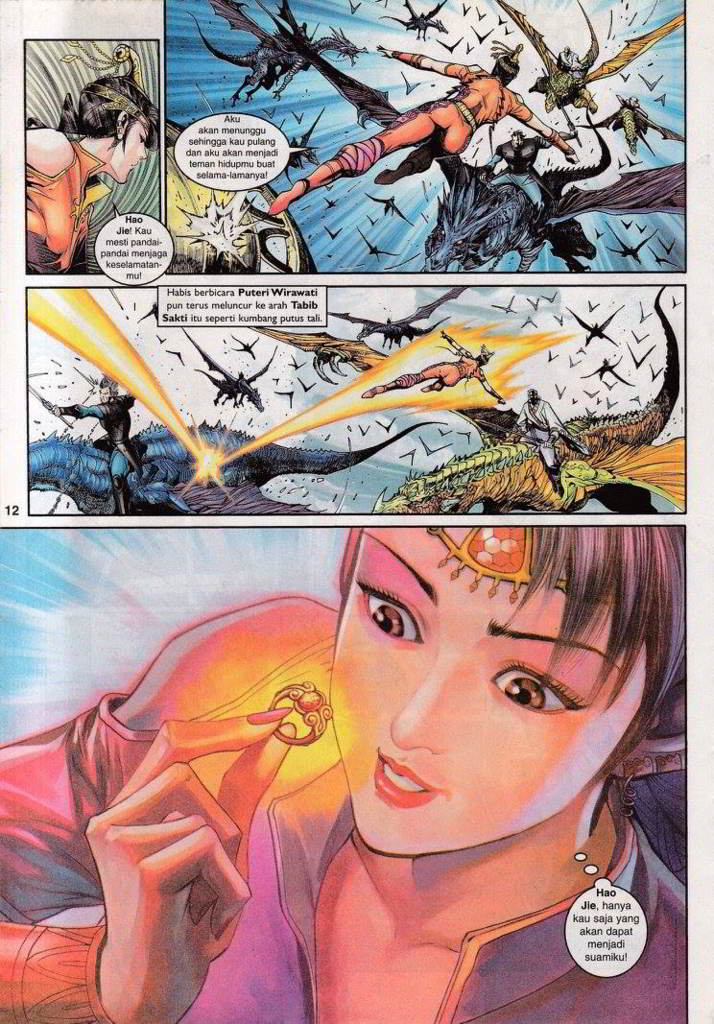 Hao
Jie! Kau
mesti pandai-
pandai menjaga
keselamatan-
mu!
Aku
akan menunggu
sehingga kau pulang
dan aku akan menjadi
teman hidupmu buat
selama-lamanya!
Habis berbicara Puteri Wirawati
pun terus meluncur ke arah Tabib
Sakti itu seperti kumbang putus tali.
12
Hao
Jie, hanya
kau saja yang
akan dapat
menjadi
suamiku!